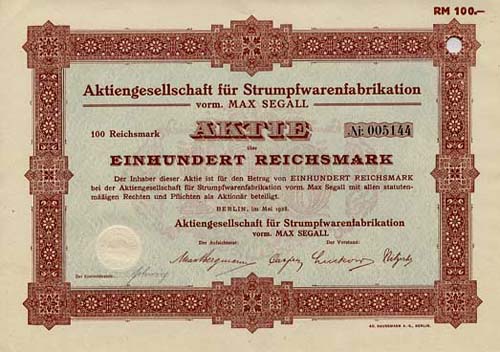 RM 100.—
Aktiengesellschaft für Strumpfwarenfabrikation
vorm. MAX SEGALL
100 Reichsmark AKTIE Nr. 005144
über
EINHUNDERT REICHSMARK
Der Inhaber dieser Aktie ist für den Betrag von EINHUNDERT REICHSMARK
bei der Aktiengesellschaft für Strumpfwarenfabrikation vorm. Max Segall mit allen statuten-
mäßigen Rechten und Pflichten als Aktionär beteiligt.
BERLIN, im Mai 1928.
Aktiengesellschaft für Strumpfwarenfabrikation
vorm. MAX SEGALL
Der Aufsichtsrat: Der Vorstand: